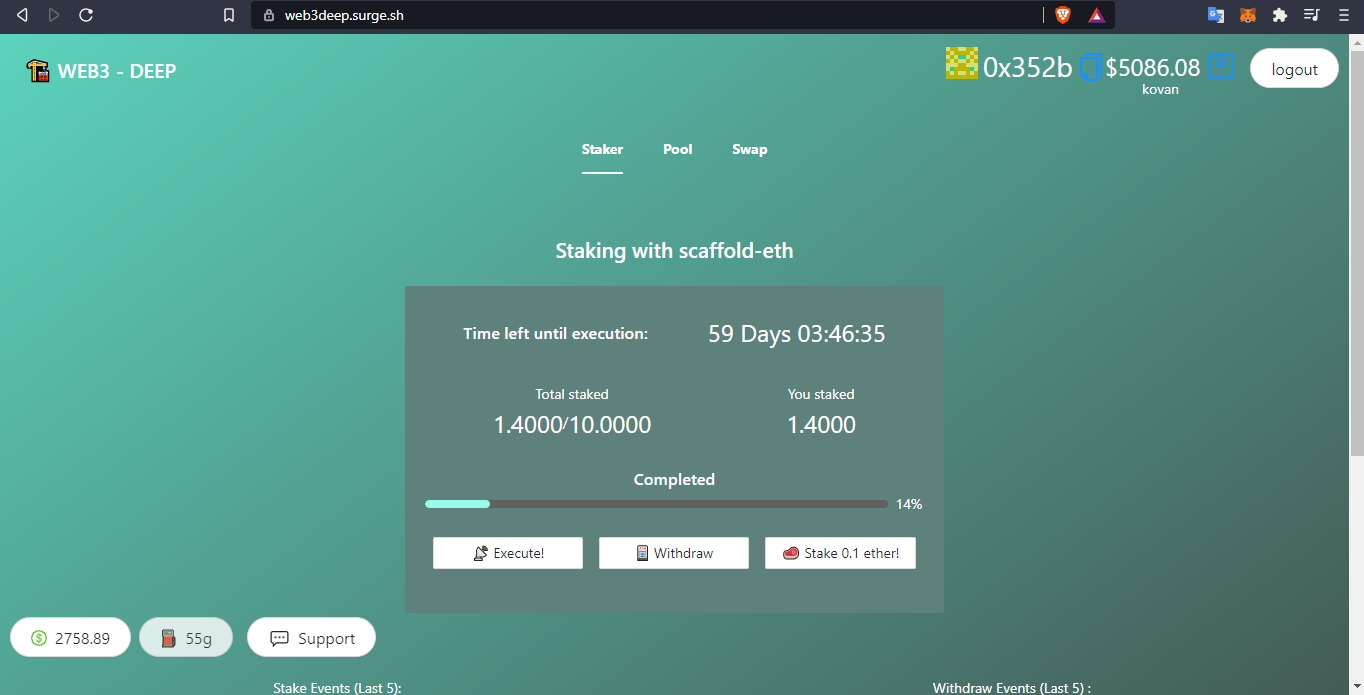 web3deep.surge.sh
WEB3 - DEEP
0x352b $5086.08
kovan
logout
Staker Pool Swap
Staking with scaffold-eth
Time left until execution: 59 Days 03:46:35
Total staked You staked
1.4000/10.0000 1.4000
Completed
14%
Execute! Withdraw Stake 0.1 ether!
2758.89 55g Support
Stake Events (Last 5): Withdraw Events (Last 5) :